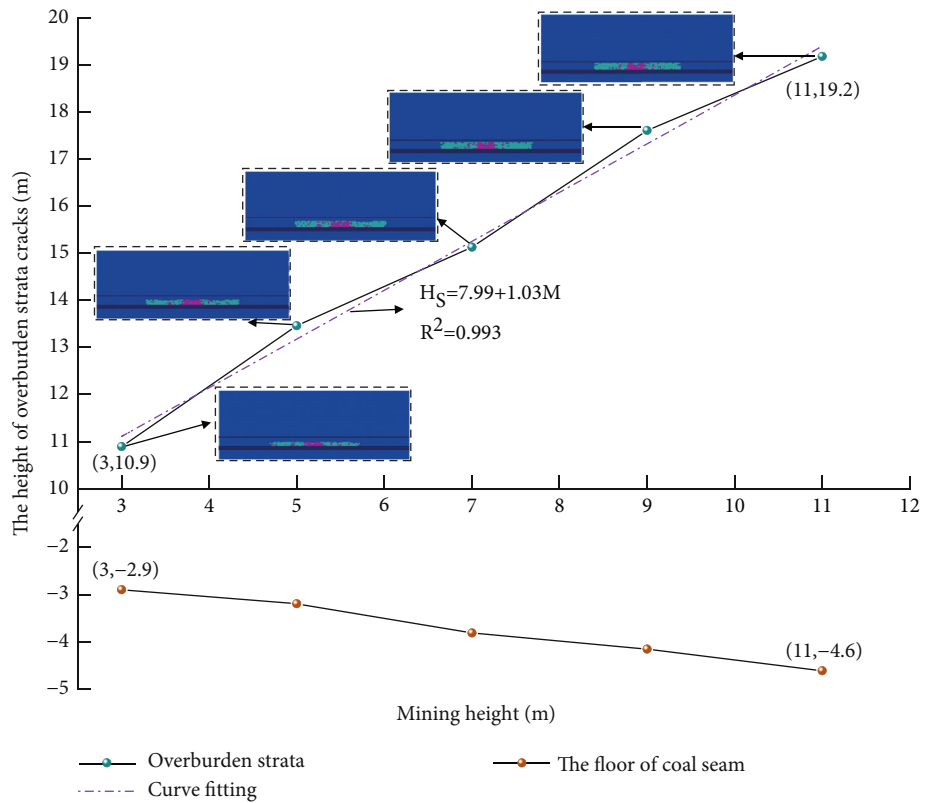 The height of overburden strata cracks (m)
20
19
18
17
16
15
14
13
12
11
10
−2
−3
−4
−5
(11,19.2)
H_S=7.99+1.03M
R²=0.993
(3,10.9)
3 4 5 6 7 8 9 10 11 12
(3,−2.9)
(11,−4.6)
Mining height (m)
Overburden strata
Curve fitting
The floor of coal seam